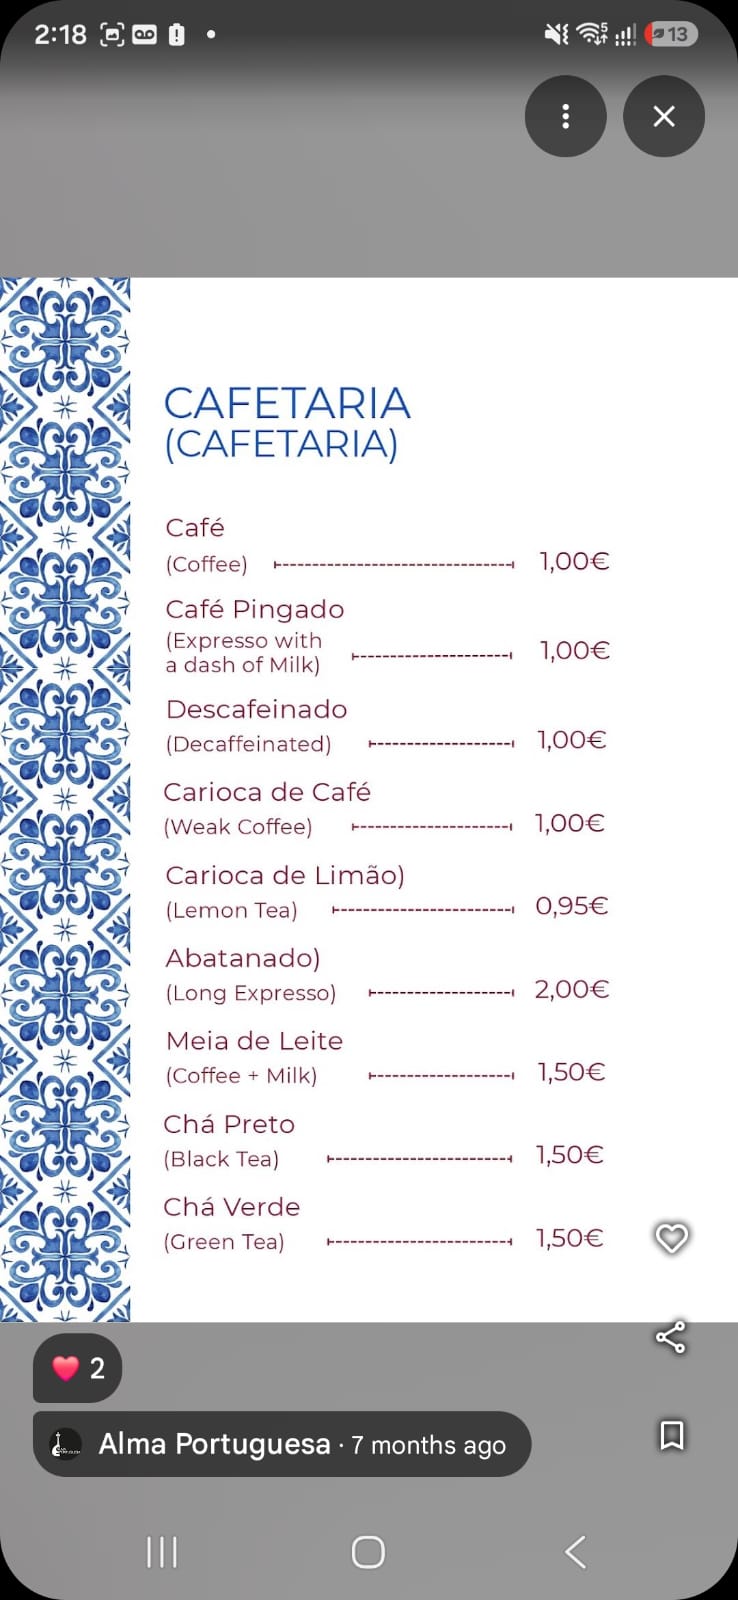 2:18
13
CAFETARIA
(CAFETARIA)
Café
(Coffee) 1,00€
Café Pingado
(Expresso with
a dash of Milk) 1,00€
Descafeinado
(Decaffeinated) 1,00€
Carioca de Café
(Weak Coffee) 1,00€
Carioca de Limão)
(Lemon Tea) 0,95€
Abatanado)
(Long Expresso) 2,00€
Meia de Leite
(Coffee + Milk) 1,50€
Chá Preto
(Black Tea) 1,50€
Chá Verde
(Green Tea) 1,50€
2
Alma Portuguesa · 7 months ago